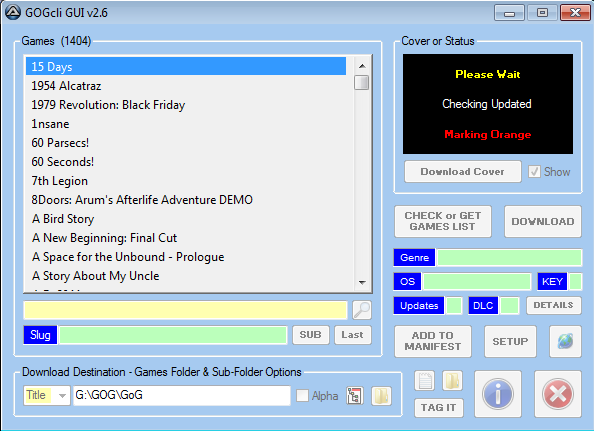 GOGcli GUI v2.6
Games (1404)
15 Days
1954 Alcatraz
1979 Revolution: Black Friday
1nsane
60 Parsecs!
60 Seconds!
7th Legion
8Doors: Arum's Afterlife Adventure DEMO
A Bird Story
A New Beginning: Final Cut
A Space for the Unbound - Prologue
A Story About My Uncle
Slug
SUB
Last
Download Destination - Games Folder & Sub-Folder Options
Title
G:\GOG\GoG
Alpha
Cover or Status
Please Wait
Checking Updated
Marking Orange
Download Cover
Show
CHECK or GET
GAMES LIST
DOWNLOAD
Genre
OS
KEY
Updates
DLC
DETAILS
ADD TO
MANIFEST
SETUP
TAG IT